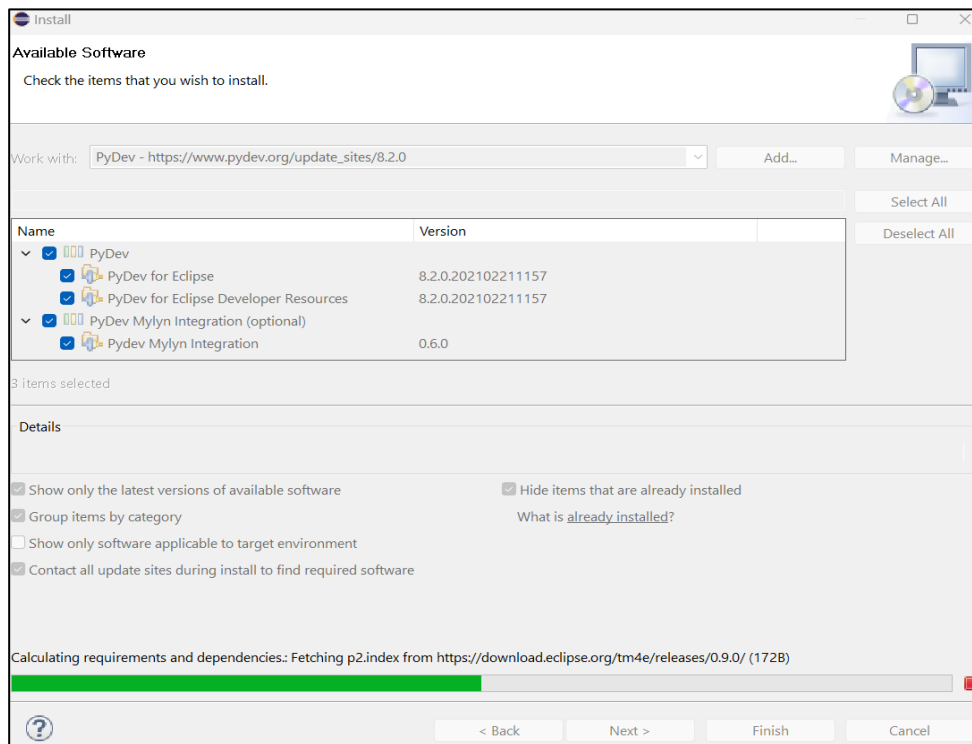 Install
Available Software
Check the items that you wish to install.
Work with: PyDev - https://www.pydev.org/update_sites/8.2.0 Add... Manage...
Select All
Name Version Deselect All
PyDev
PyDev for Eclipse 8.2.0.202102211157
PyDev for Eclipse Developer Resources 8.2.0.202102211157
PyDev Mylyn Integration (optional)
Pydev Mylyn Integration 0.6.0
3 items selected
Details
Show only the latest versions of available software Hide items that are already installed
Group items by category What is already installed?
Show only software applicable to target environment
Contact all update sites during install to find required software
Calculating requirements and dependencies.: Fetching p2.index from https://download.eclipse.org/tm4e/releases/0.9.0/ (172B)
? < Back Next > Finish Cancel